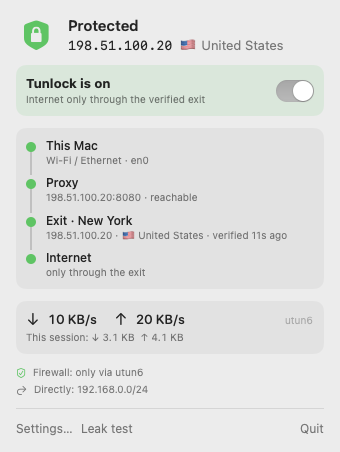 Protected
198.51.100.20 🇺🇸 United States
Tunlock is on
Internet only through the verified exit
This Mac
Wi-Fi / Ethernet · en0
Proxy
198.51.100.20:8080 · reachable
Exit · New York
198.51.100.20 · 🇺🇸 United States · verified 11s ago
Internet
only through the exit
↓ 10 KB/s ↑ 20 KB/s utun6
This session: ↓ 3.1 KB ↑ 4.1 KB
Firewall: only via utun6
Directly: 192.168.0.0/24
Settings... Leak test Quit